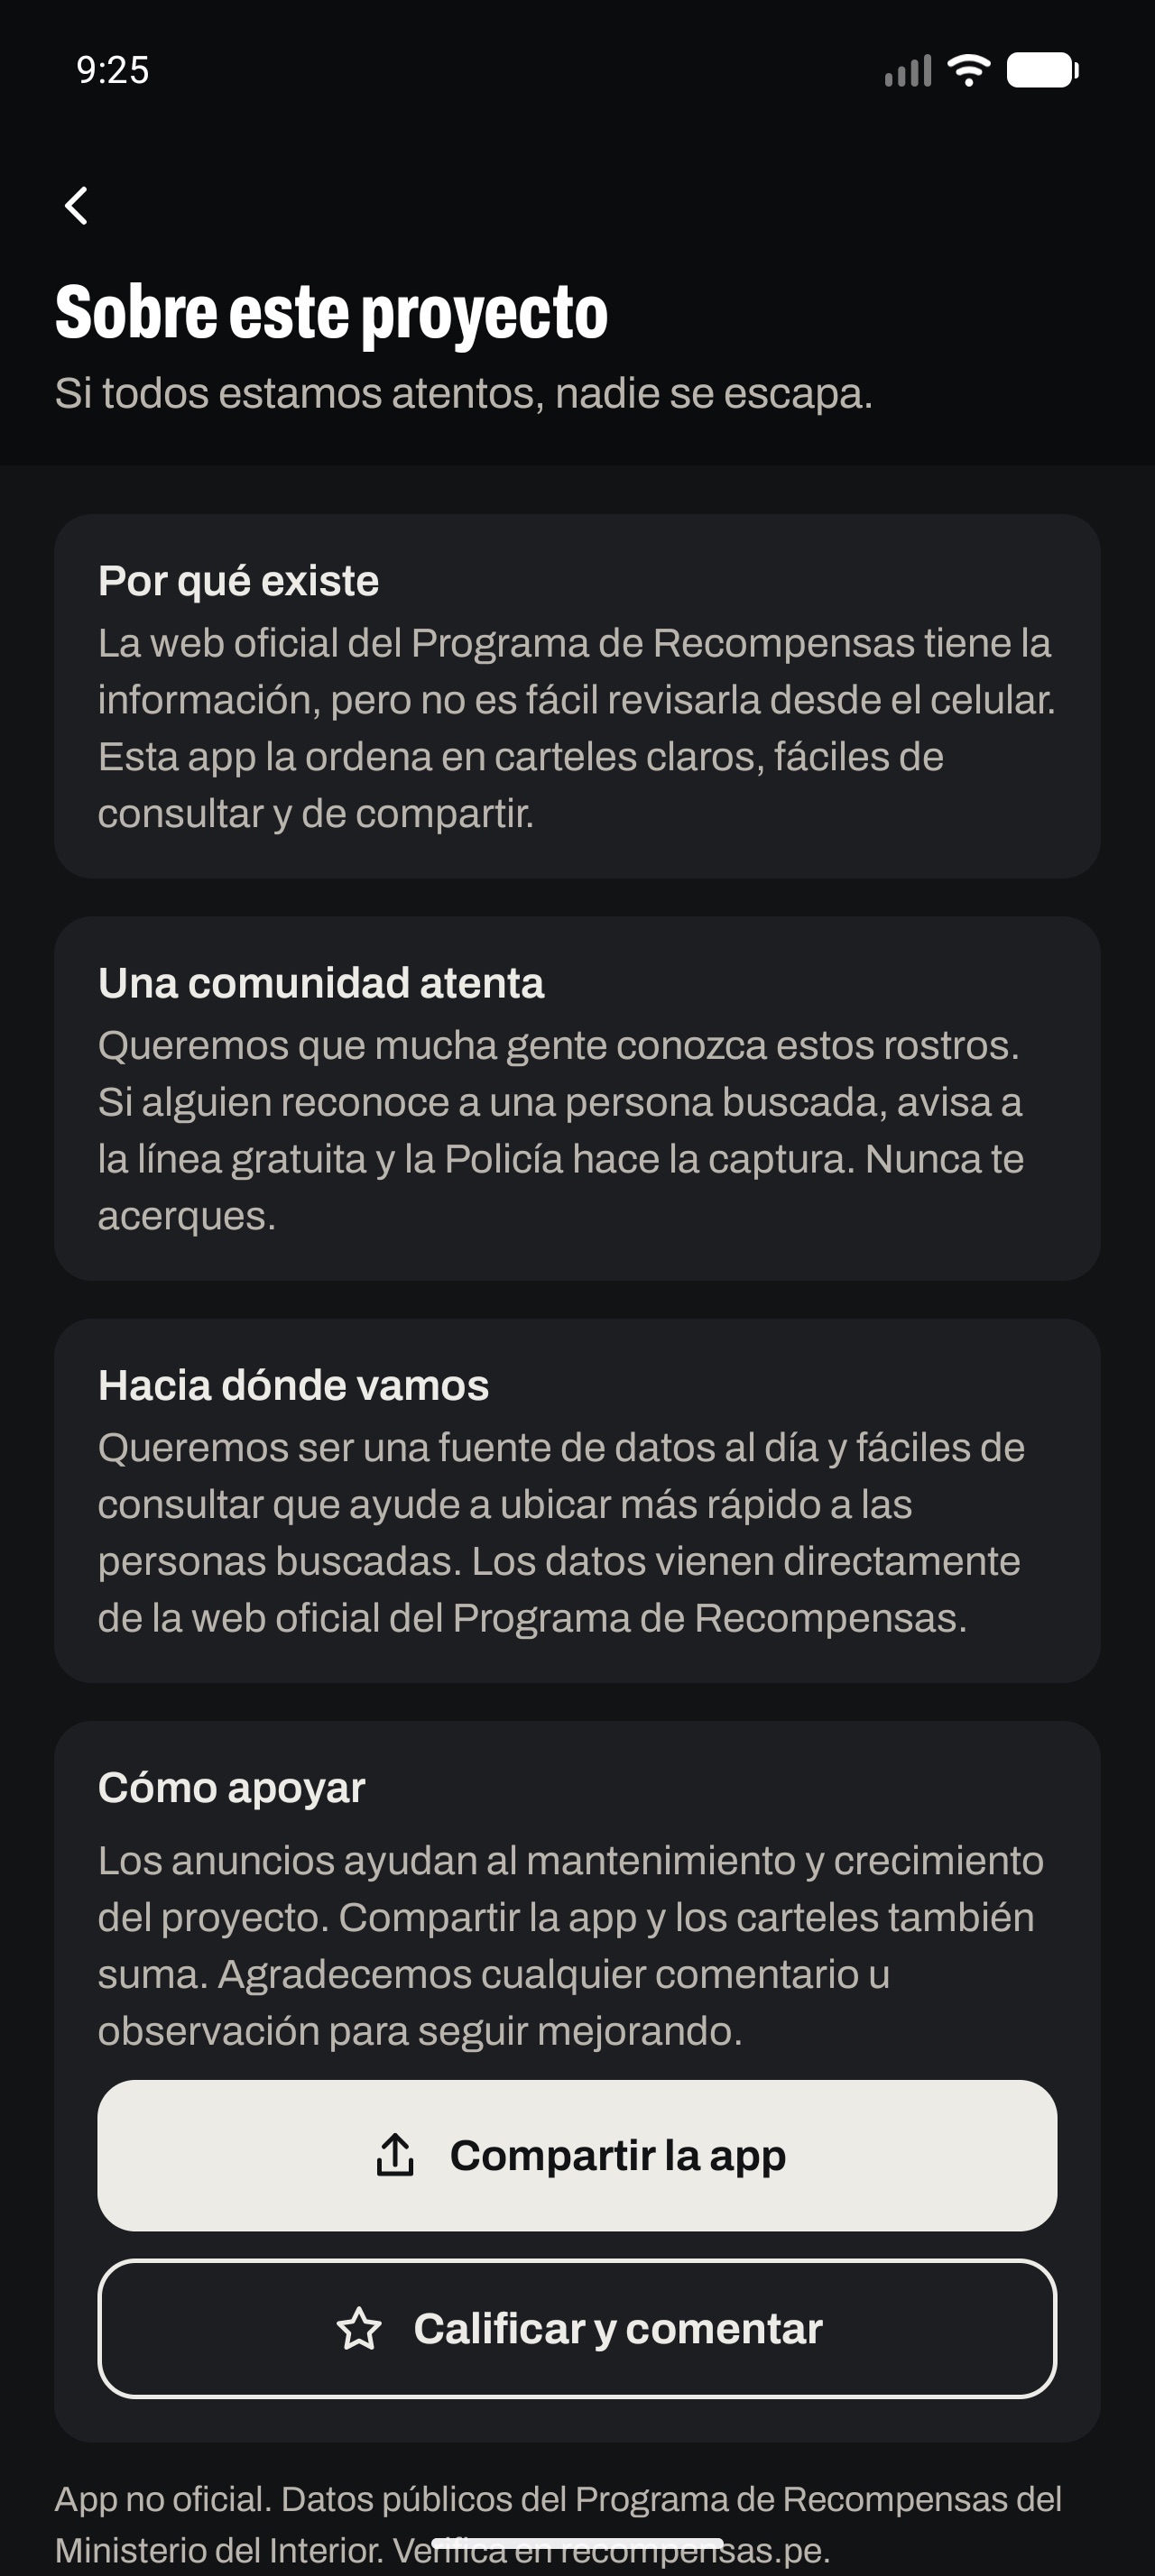 9:25
Sobre este proyecto
Si todos estamos atentos, nadie se escapa.
Por qué existe
La web oficial del Programa de Recompensas tiene la
información, pero no es fácil revisarla desde el celular.
Esta app la ordena en carteles claros, fáciles de
consultar y de compartir.
Una comunidad atenta
Queremos que mucha gente conozca estos rostros.
Si alguien reconoce a una persona buscada, avisa a
la línea gratuita y la Policía hace la captura. Nunca te
acerques.
Hacia dónde vamos
Queremos ser una fuente de datos al día y fáciles de
consultar que ayude a ubicar más rápido a las
personas buscadas. Los datos vienen directamente
de la web oficial del Programa de Recompensas.
Cómo apoyar
Los anuncios ayudan al mantenimiento y crecimiento
del proyecto. Compartir la app y los carteles también
suma. Agradecemos cualquier comentario u
observación para seguir mejorando.
Compartir la app
Calificar y comentar
App no oficial. Datos públicos del Programa de Recompensas del
Ministerio del Interior. Verifica en recompensas.pe.